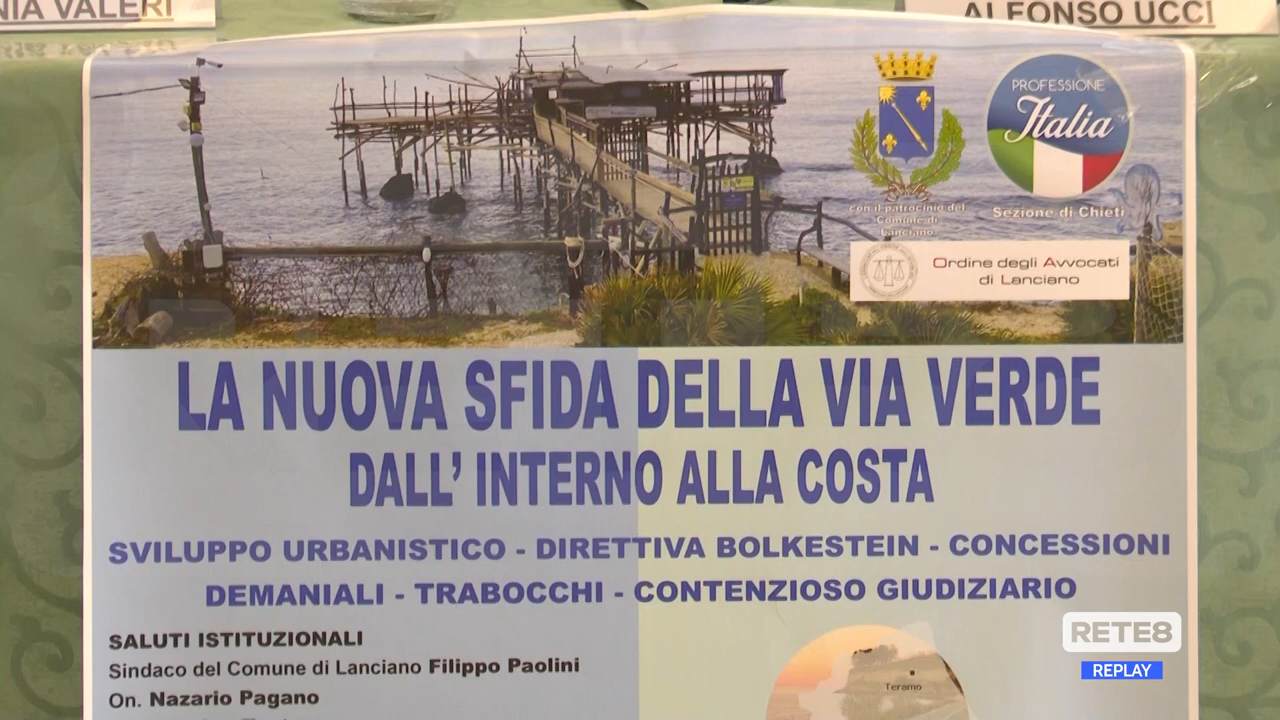 NIA VALERI
ALFONSO UCCI
PROFESSIONE
Italia
con il patrocinio del
Comune di
Lanciano
Sezione di Chieti
Ordine degli Avvocati
di Lanciano
LA NUOVA SFIDA DELLA VIA VERDE
DALL' INTERNO ALLA COSTA
SVILUPPO URBANISTICO - DIRETTIVA BOLKESTEIN - CONCESSIONI
DEMANIALI - TRABOCCHI - CONTENZIOSO GIUDIZIARIO
SALUTI ISTITUZIONALI
Sindaco del Comune di Lanciano Filippo Paolini
On. Nazario Pagano
Teramo
RETE8
REPLAY